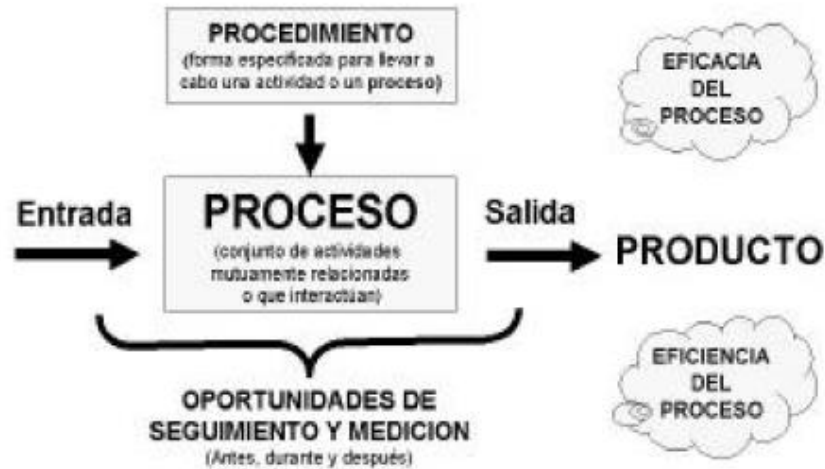 PROCEDIMIENTO
(forma especificada para llevar a
cabo una actividad o un proceso)
EFICACIA
DEL
PROCESO
Entrada
PROCESO
(conjunto de actividades
mutuamente relacionadas
o que interactúan)
Salida
PRODUCTO
OPORTUNIDADES DE
SEGUIMIENTO Y MEDICION
(Antes, durante y después)
EFICIENCIA
DEL
PROCESO